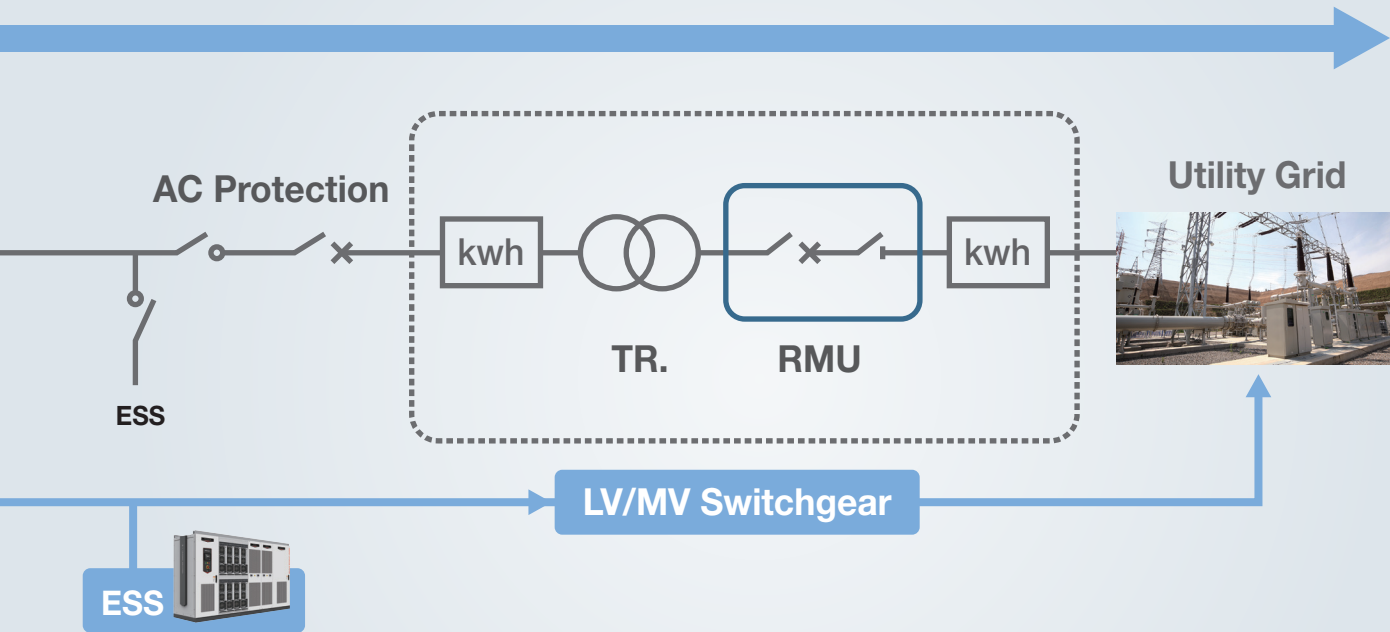 AC Protection
Utility Grid
kwh
kwh
TR.
RMU
ESS
LV/MV Switchgear
ESS